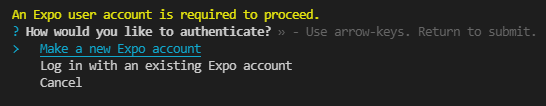 An Expo user account is required to proceed.
? How would you like to authenticate? » - Use arrow-keys. Return to submit.
> Make a new Expo account
Log in with an existing Expo account
Cancel